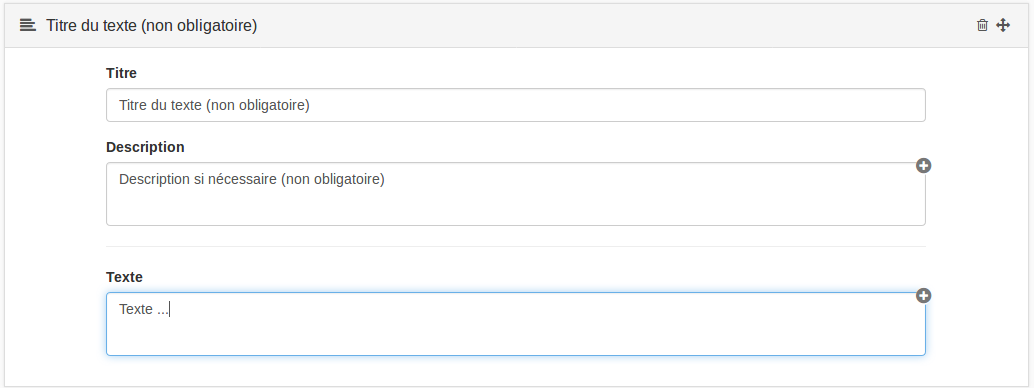 Titre du texte (non obligatoire)
Titre
Titre du texte (non obligatoire)
Description
Description si nécessaire (non obligatoire)
Texte
Texte ...